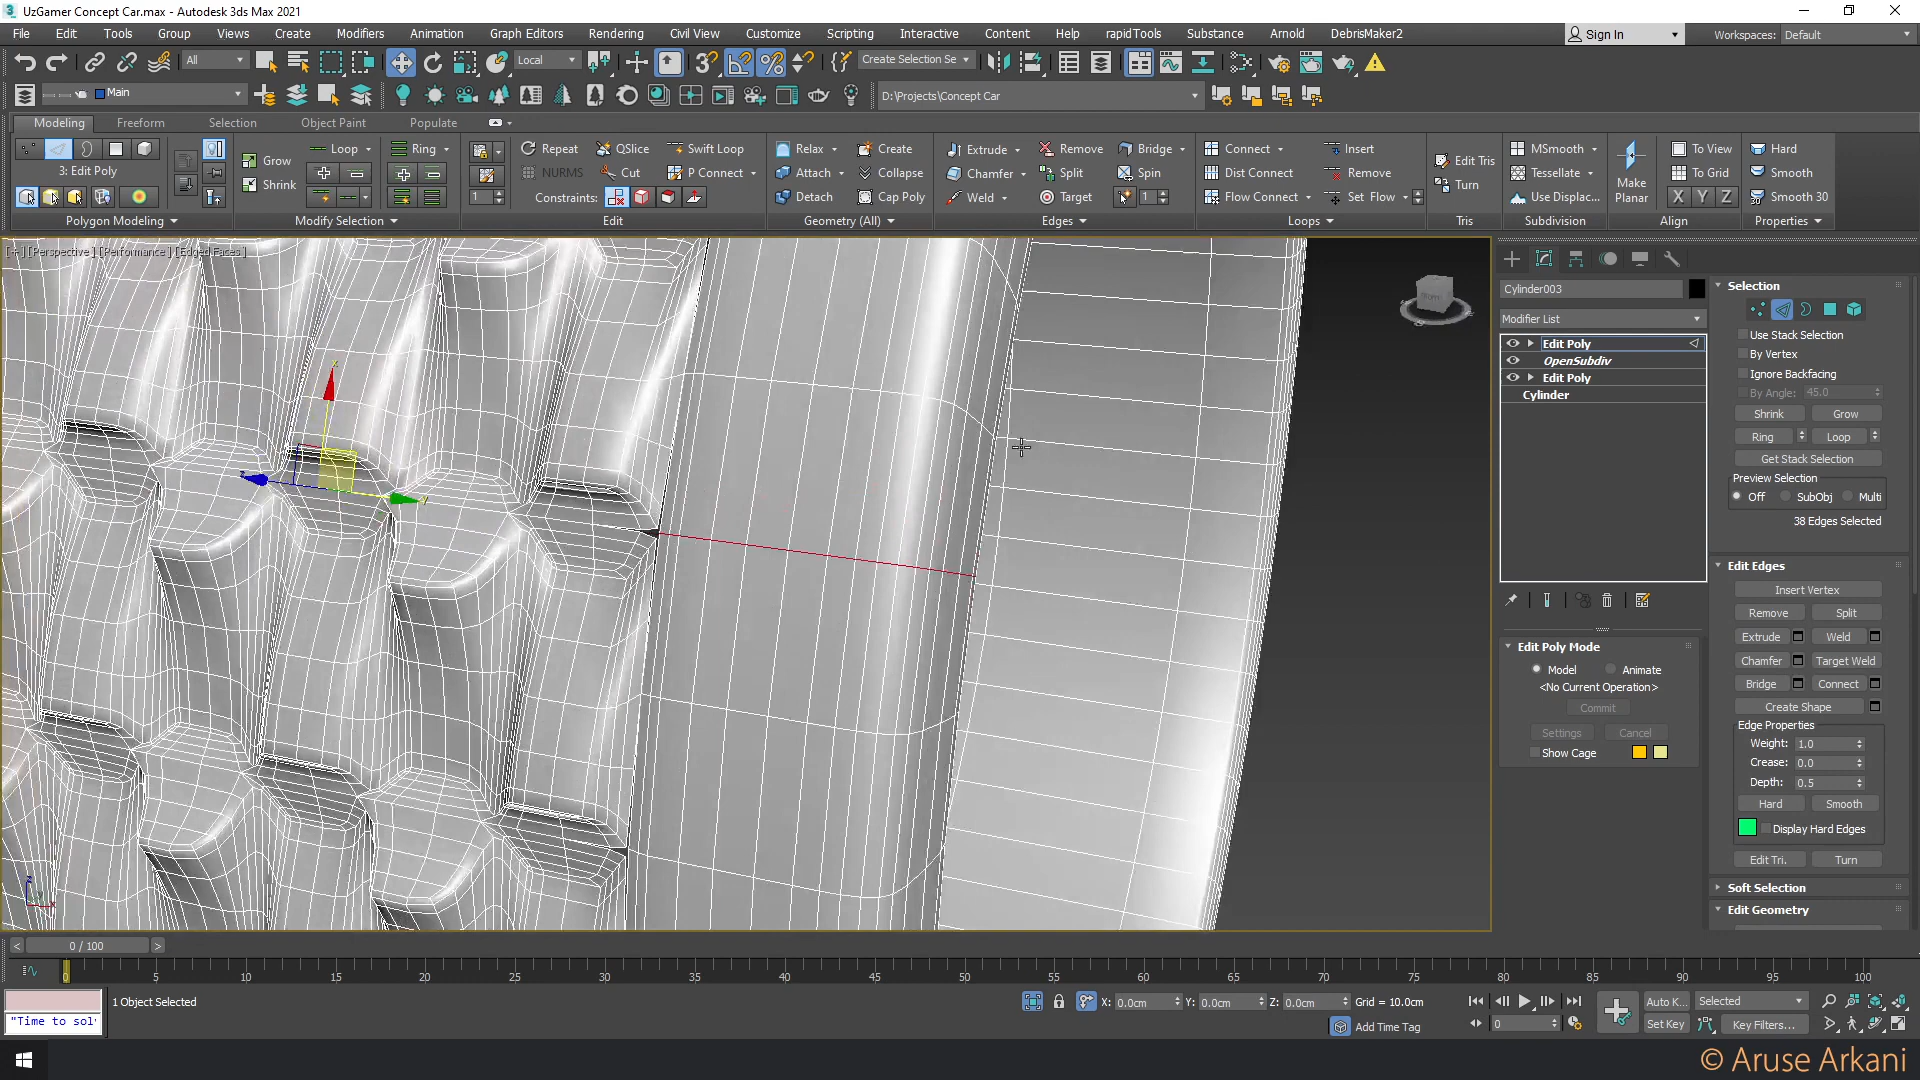 UzGamer Concept Car.max - Autodesk 3ds Max 2021
File Edit Tools Group Views Create Modifiers Animation Graph Editors Rendering Civil View Customize Scripting Interactive Content Help rapidTools Substance Arnold DebrisMaker2 Sign In Workspaces: Default
All Local Create Selection Se
Main D:\Projects\Concept Car
Modeling Freeform Selection Object Paint Populate
Loop Ring Repeat QSlice Swift Loop Relax Create Extrude Remove Bridge Connect Insert MSmooth To View Hard
3: Edit Poly Grow NURMS Cut P Connect Attach Collapse Chamfer Split Spin Dist Connect Remove Edit Tris Tessellate Make Planar To Grid Smooth
Shrink 1 Constraints: Detach Cap Poly Weld Target 1 Flow Connect Set Flow Turn Use Displac... X Y Z Smooth 30
Polygon Modeling Modify Selection Edit Geometry (All) Edges Loops Tris Subdivision Align Properties
[+] [Perspective] [Performance] [Edged Faces]
Cylinder003
Modifier List
Edit Poly
OpenSubdiv
Edit Poly
Cylinder
Edit Poly Mode
Model Animate
<No Current Operation>
Commit
Settings Cancel
Show Cage
Selection
Use Stack Selection
By Vertex
Ignore Backfacing
By Angle: 45.0
Shrink Grow
Ring Loop
Get Stack Selection
Preview Selection
Off SubObj Multi
38 Edges Selected
Edit Edges
Insert Vertex
Remove Split
Extrude Weld
Chamfer Target Weld
Bridge Connect
Create Shape
Edge Properties
Weight: 1.0
Crease: 0.0
Depth: 0.5
Hard Smooth
Display Hard Edges
Edit Tri. Turn
Soft Selection
Edit Geometry
< 0 / 100 >
0 5 10 15 20 25 30 35 40 45 50 55 60 65 70 75 80 85 90 95 100
1 Object Selected X: 0.0cm Y: 0.0cm Z: 0.0cm Grid = 10.0cm Auto K... Selected
"Time to sol Add Time Tag 0 Set Key Key Filters...
© Aruse Arkani